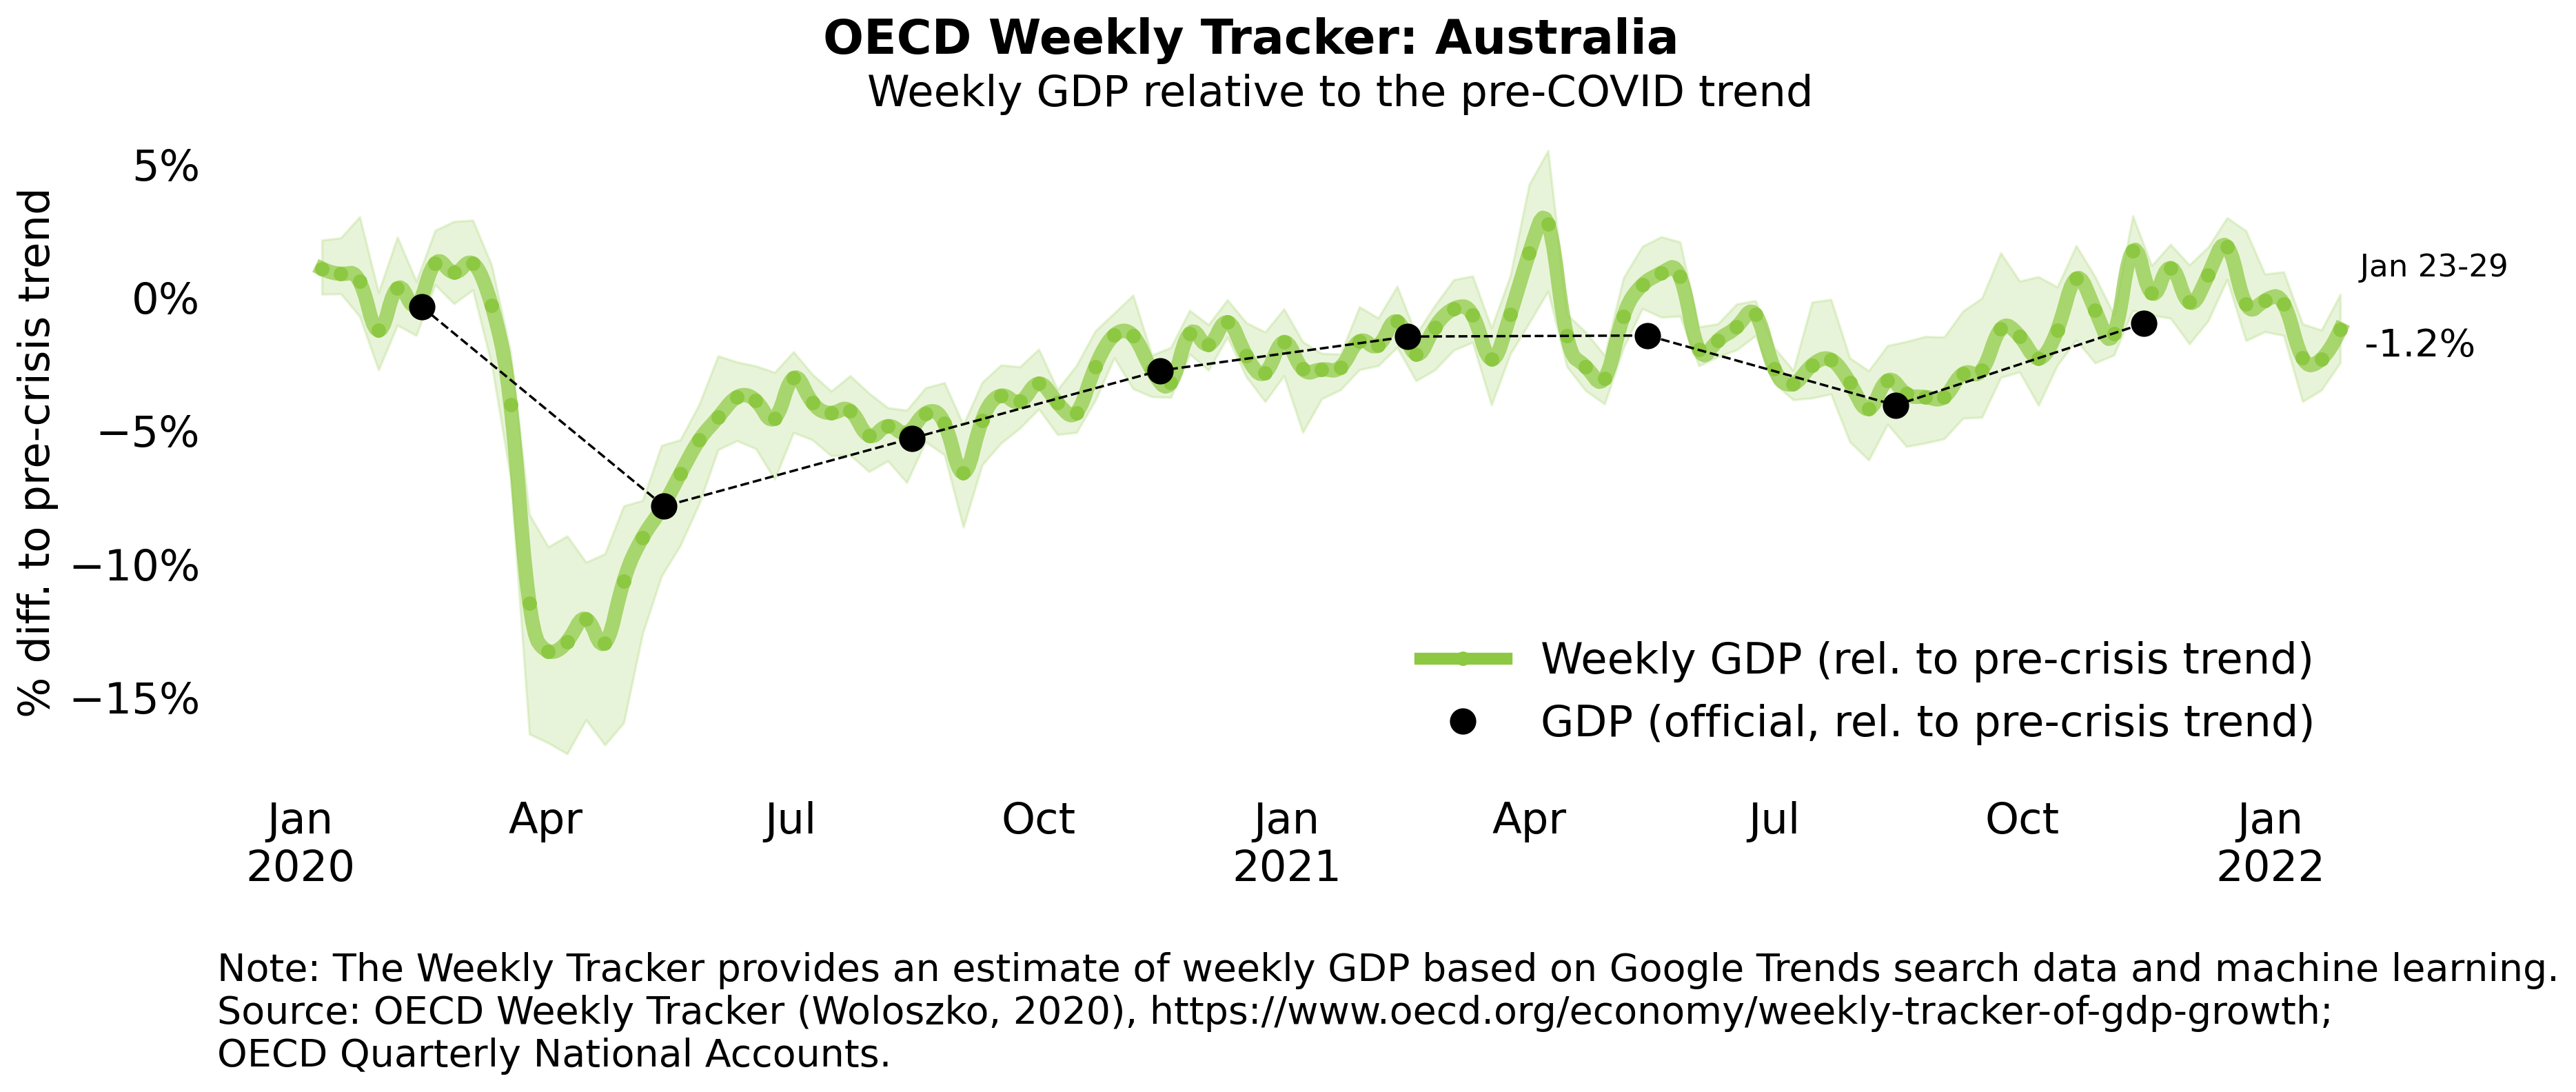 OECD Weekly Tracker: Australia
Weekly GDP relative to the pre-COVID trend
% diff. to pre-crisis trend
5%
0%
−5%
−10%
−15%
Jan 23-29
-1.2%
Weekly GDP (rel. to pre-crisis trend)
GDP (official, rel. to pre-crisis trend)
Jan Apr Jul Oct Jan Apr Jul Oct Jan
2020 2021 2022
Note: The Weekly Tracker provides an estimate of weekly GDP based on Google Trends search data and machine learning.
Source: OECD Weekly Tracker (Woloszko, 2020), https://www.oecd.org/economy/weekly-tracker-of-gdp-growth;
OECD Quarterly National Accounts.